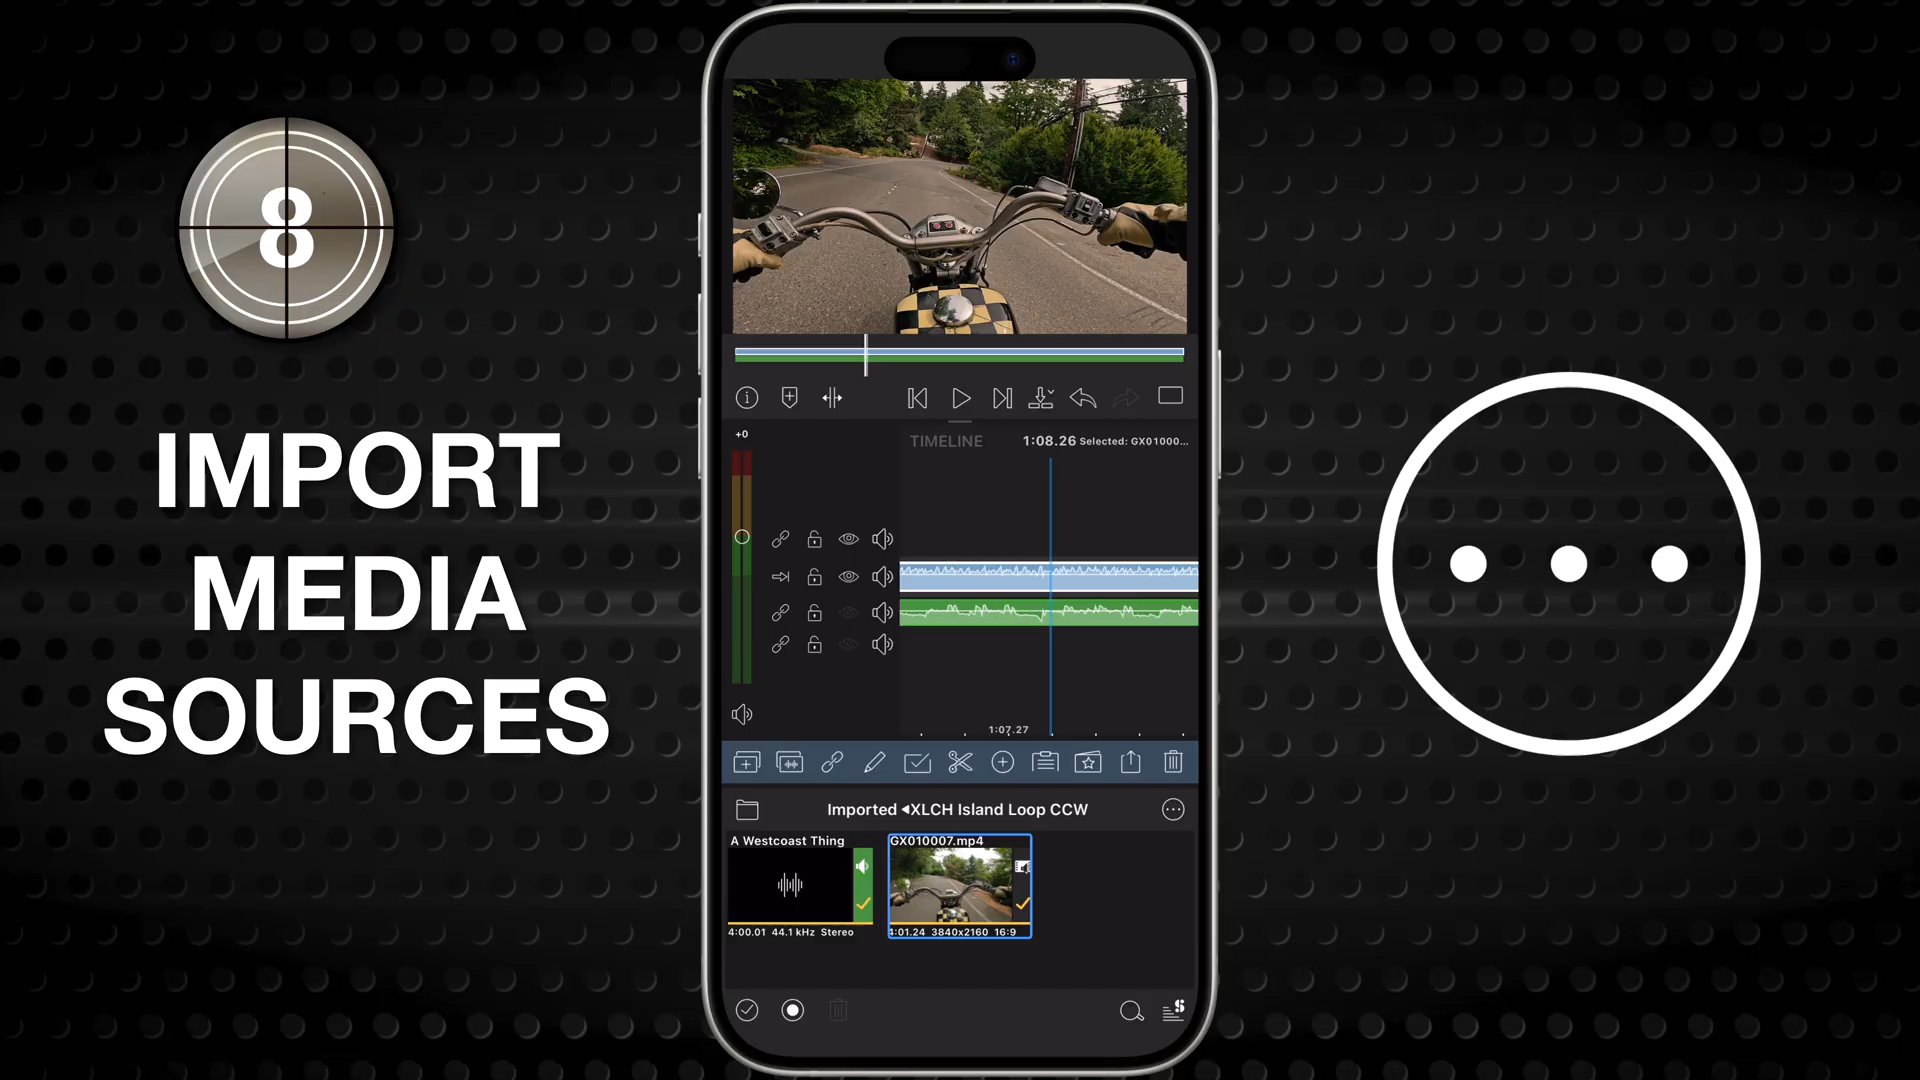 8
IMPORT
MEDIA
SOURCES
+0
TIMELINE 1:08.26 Selected: GX01000...
1:07.27
Imported ◂XLCH Island Loop CCW
A Westcoast Thing
GX010007.mp4
4:00.01 44.1 kHz Stereo
4:01.24 3840x2160 16:9